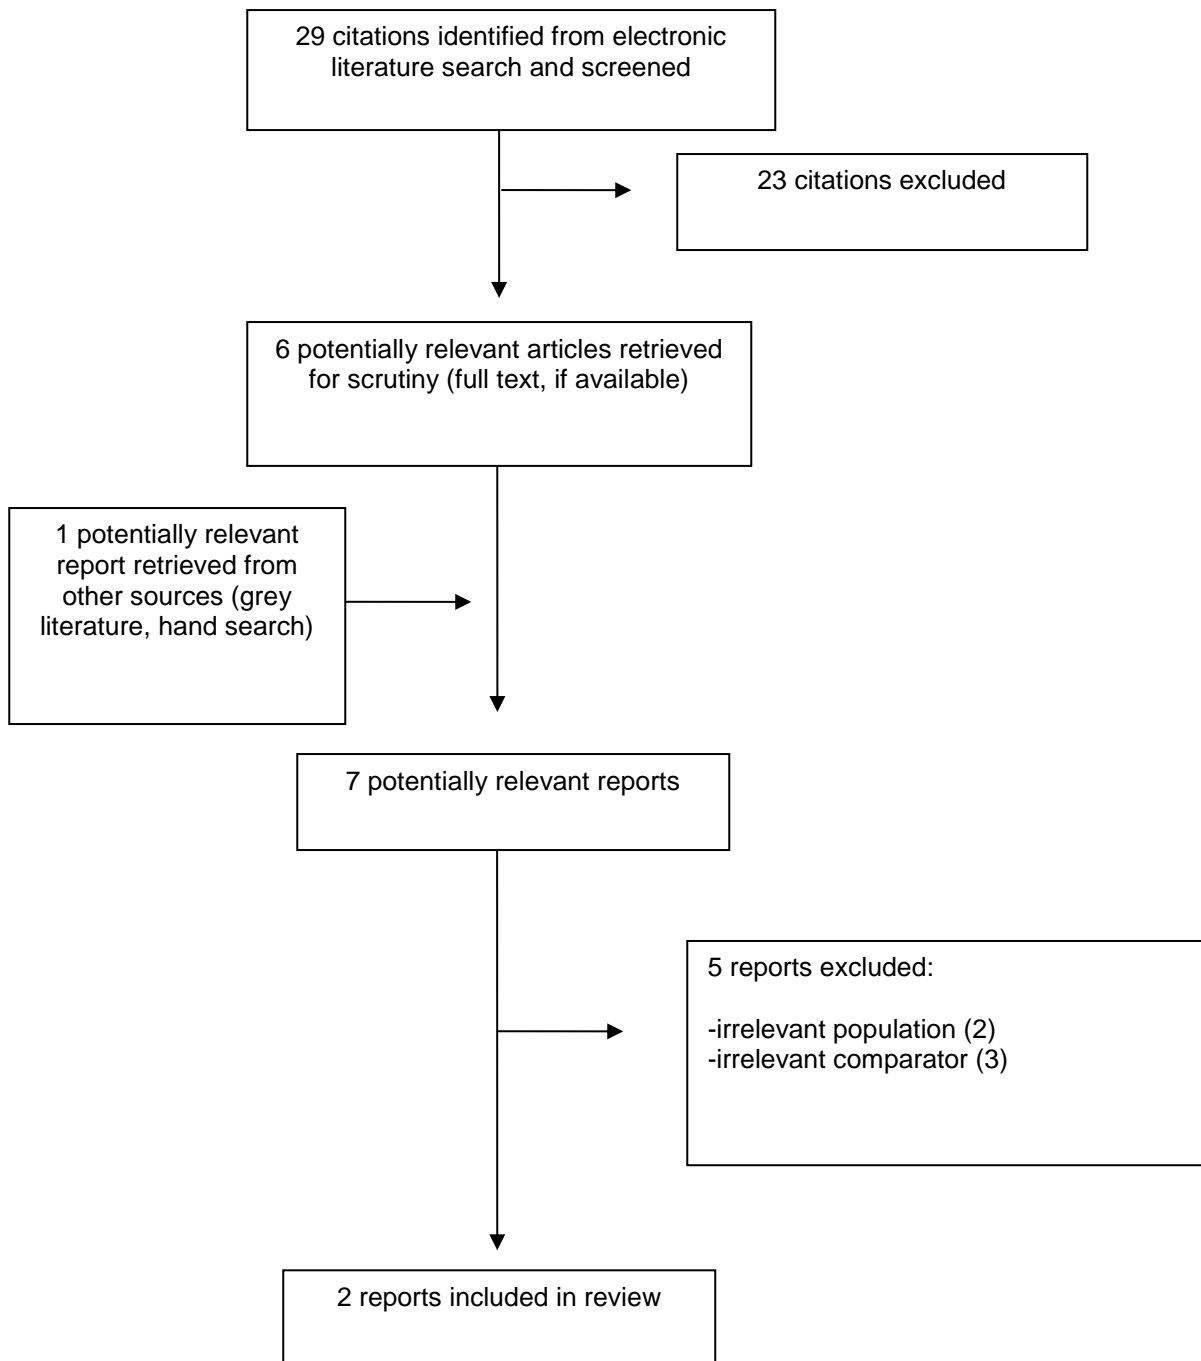 29 citations identified from electronic
literature search and screened
23 citations excluded
6 potentially relevant articles retrieved
for scrutiny (full text, if available)
1 potentially relevant
report retrieved from
other sources (grey
literature, hand search)
7 potentially relevant reports
5 reports excluded:
-irrelevant population (2)
-irrelevant comparator (3)
2 reports included in review